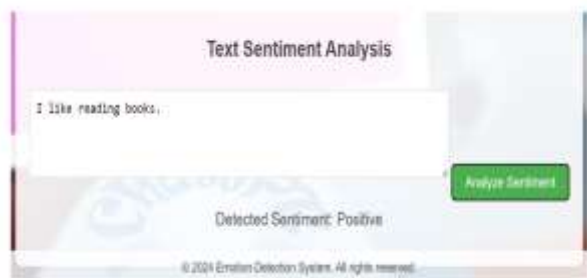 Text Sentiment Analysis
I like reading books.
Analyze Sentiment
Detected Sentiment: Positive
© 2024 Emotion Detection System. All rights reserved.